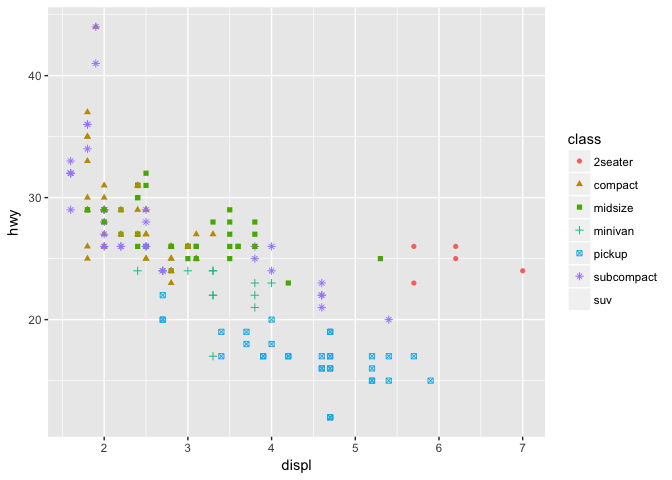 hwy
40
30
20
2
3
4
5
6
7
displ
class
2seater
compact
midsize
minivan
pickup
subcompact
suv